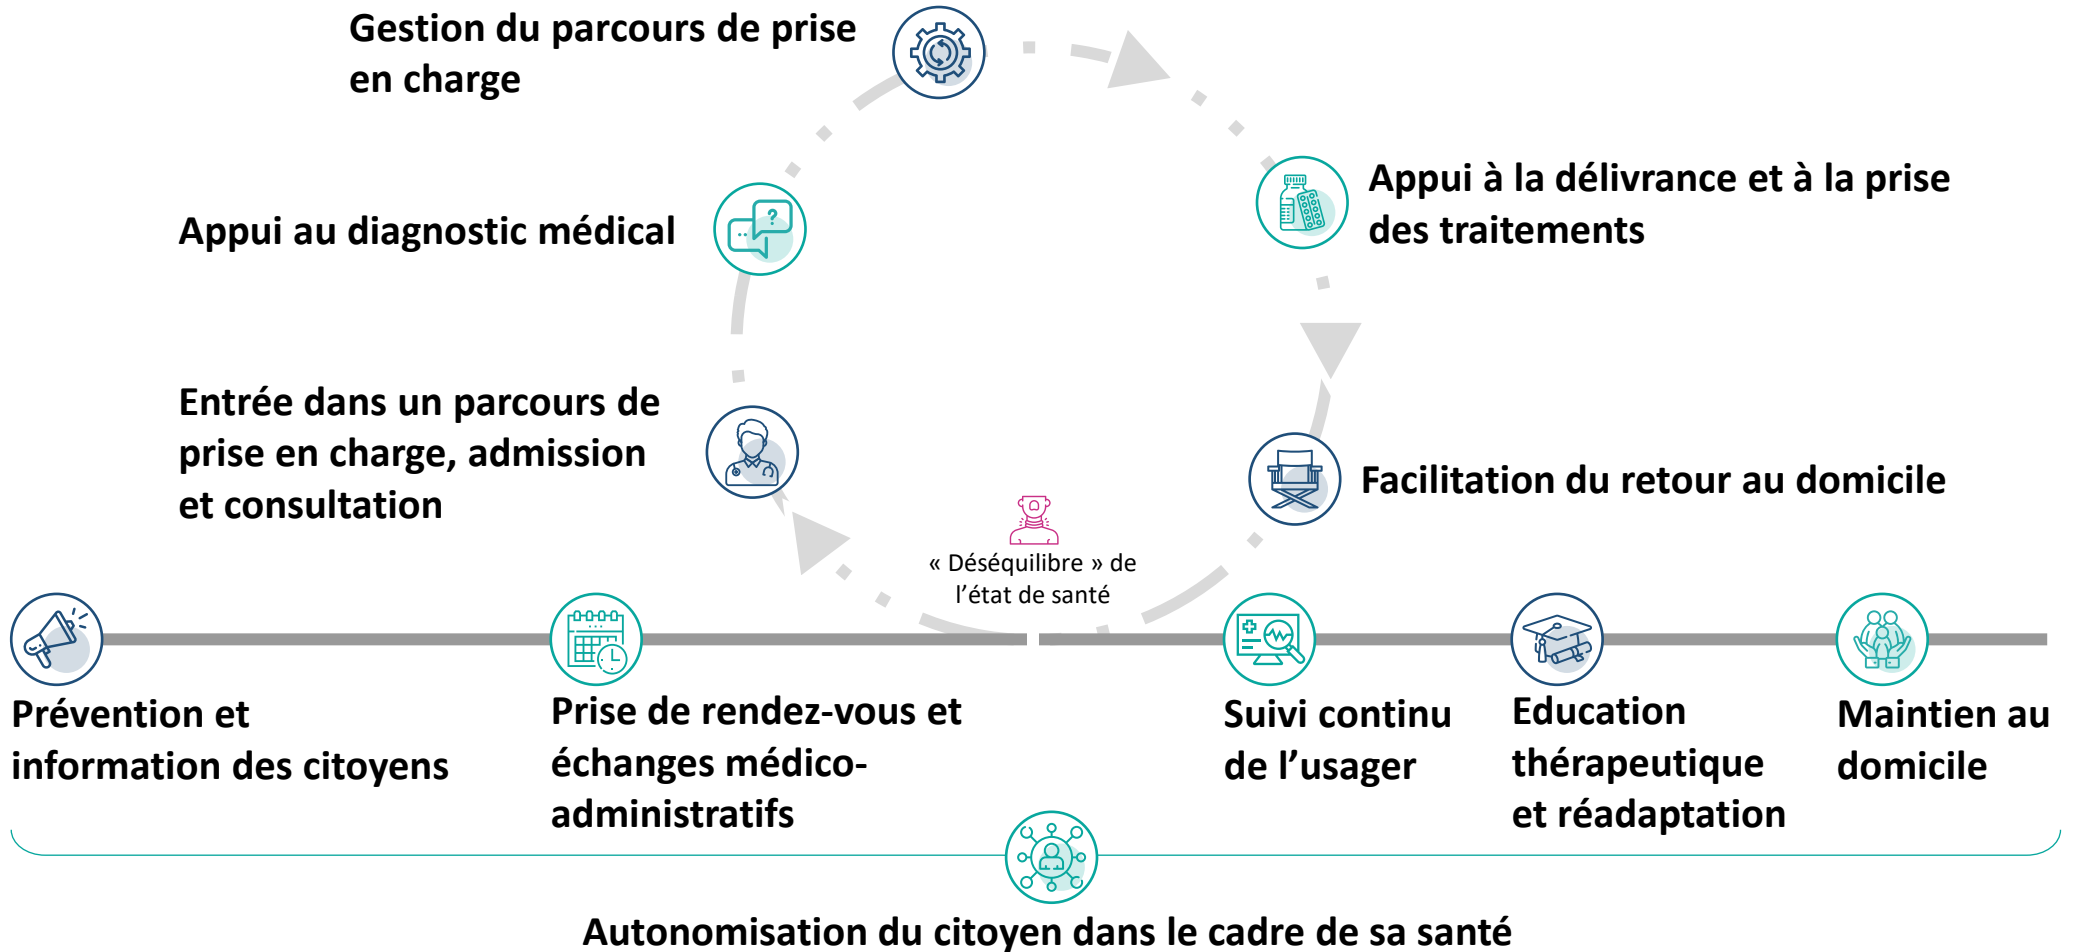 Gestion du parcours de prise
en charge
Appui à la délivrance et à la prise
des traitements
Appui au diagnostic médical
?
Entrée dans un parcours de
prise en charge, admission
et consultation
Facilitation du retour au domicile
« Déséquilibre » de
l’état de santé
Prévention et
information des citoyens
Prise de rendez-vous et
échanges médico-
administratifs
Suivi continu
de l’usager
Education
thérapeutique
et réadaptation
Maintien au
domicile
Autonomisation du citoyen dans le cadre de sa santé